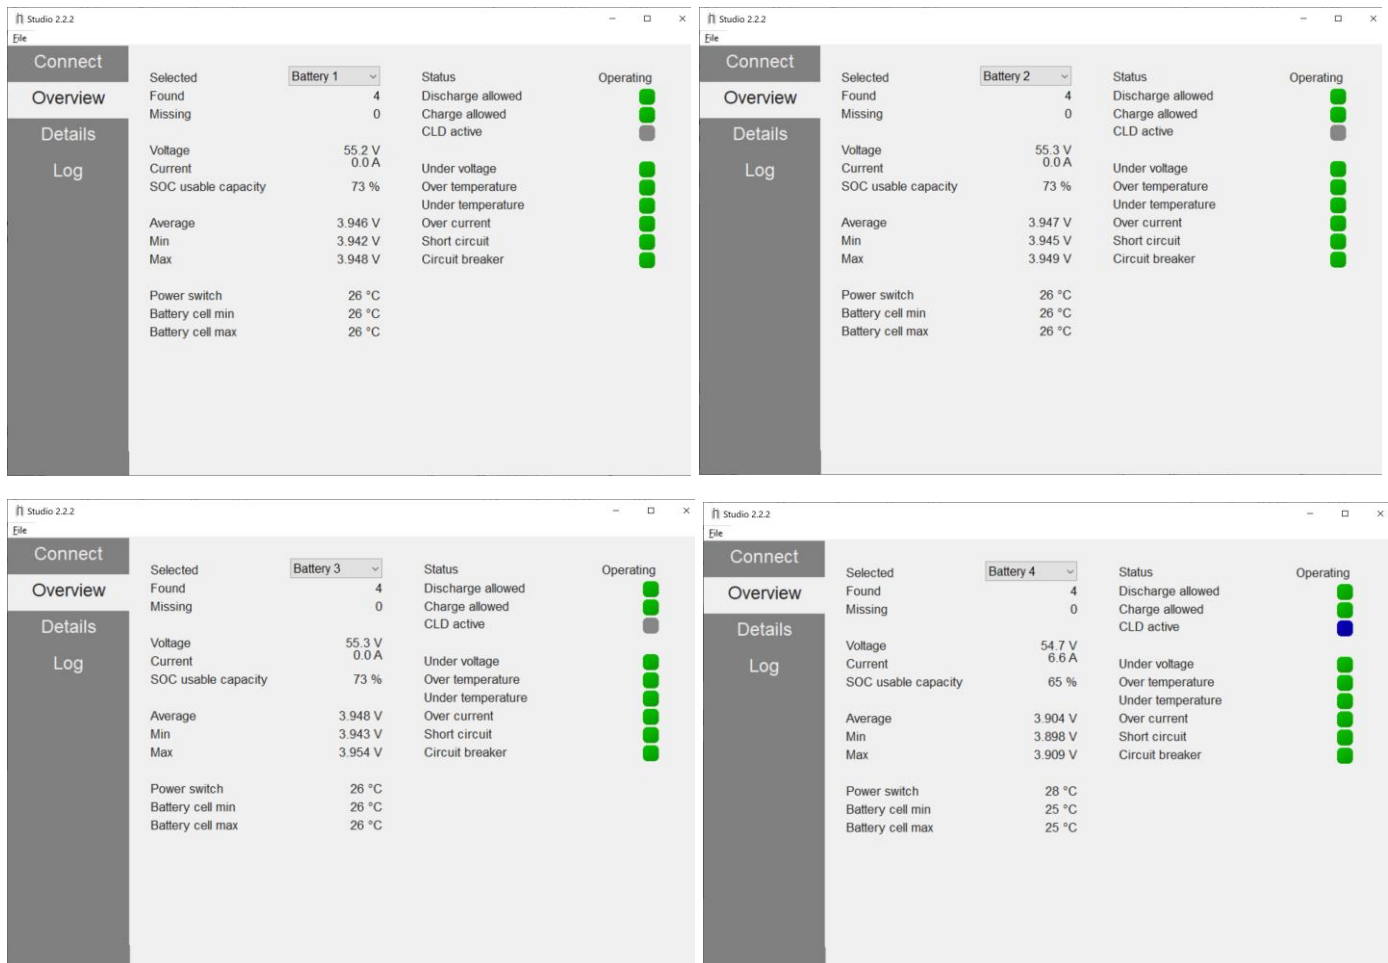 Studio 2.2.2
File
Connect
Overview
Details
Log
Selected Battery 1 Status Operating
Found 4 Discharge allowed
Missing 0 Charge allowed
CLD active
Voltage 55.2 V
Current 0.0 A Under voltage
SOC usable capacity 73 % Over temperature
Under temperature
Average 3.946 V Over current
Min 3.942 V Short circuit
Max 3.948 V Circuit breaker
Power switch 26 °C
Battery cell min 26 °C
Battery cell max 26 °C
Studio 2.2.2
File
Connect
Overview
Details
Log
Selected Battery 2 Status Operating
Found 4 Discharge allowed
Missing 0 Charge allowed
CLD active
Voltage 55.3 V
Current 0.0 A Under voltage
SOC usable capacity 73 % Over temperature
Under temperature
Average 3.947 V Over current
Min 3.945 V Short circuit
Max 3.949 V Circuit breaker
Power switch 26 °C
Battery cell min 26 °C
Battery cell max 26 °C
Studio 2.2.2
File
Connect
Overview
Details
Log
Selected Battery 3 Status Operating
Found 4 Discharge allowed
Missing 0 Charge allowed
CLD active
Voltage 55.3 V
Current 0.0 A Under voltage
SOC usable capacity 73 % Over temperature
Under temperature
Average 3.948 V Over current
Min 3.943 V Short circuit
Max 3.954 V Circuit breaker
Power switch 26 °C
Battery cell min 26 °C
Battery cell max 26 °C
Studio 2.2.2
File
Connect
Overview
Details
Log
Selected Battery 4 Status Operating
Found 4 Discharge allowed
Missing 0 Charge allowed
CLD active
Voltage 54.7 V
Current 6.6 A Under voltage
SOC usable capacity 65 % Over temperature
Under temperature
Average 3.904 V Over current
Min 3.898 V Short circuit
Max 3.909 V Circuit breaker
Power switch 28 °C
Battery cell min 25 °C
Battery cell max 25 °C